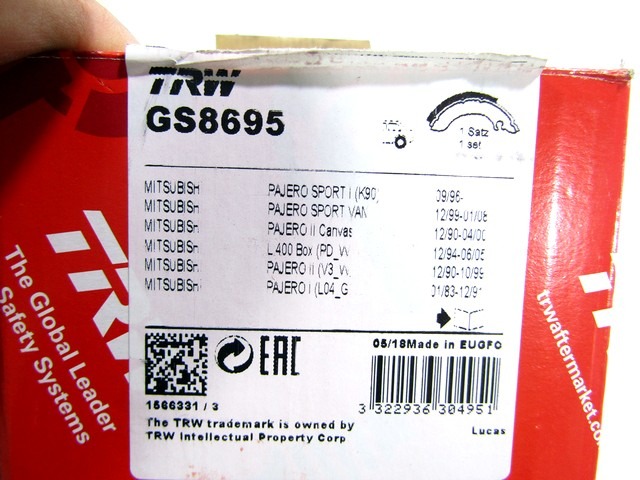 TRW
GS8695
1 Satz
1 set
MITSUBISH PAJERO SPORT I (K90) 09/96-
MITSUBISH PAJERO SPORT VAN 12/99-01/08
MITSUBISH PAJERO II Canvas 12/90-04/00
MITSUBISH L 400 Box (PD_W 12/94-06/05
MITSUBISH PAJERO II (V3_W 12/90-10/99
MITSUBISH PAJERO I (L04_G 01/83-12/91
EAC
05/18 Made in EU GFO
1566331 / 3
3 322936 304951
The TRW trademark is owned by
TRW Intellectual Property Corp
Lucas
TRW
The Global Leader
Safety Systems
trwaftermarket.com